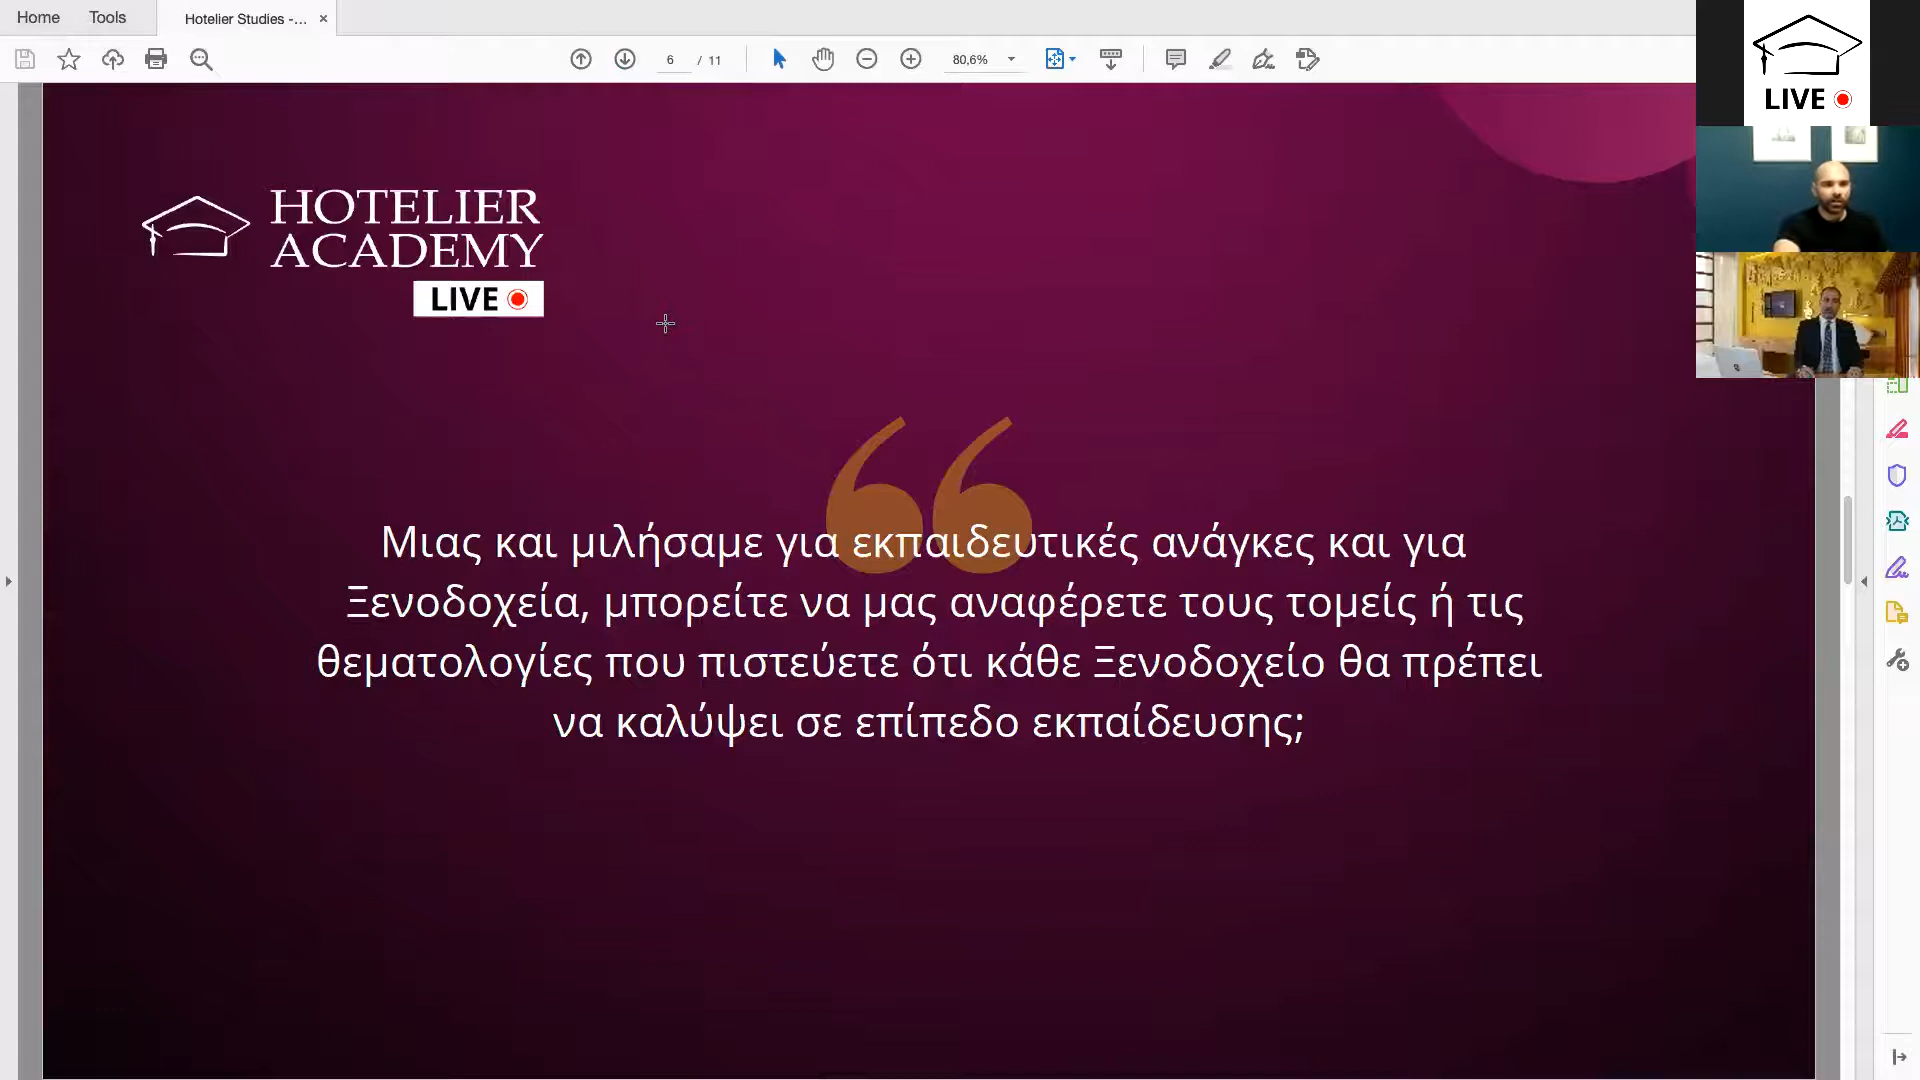 Home
Tools
Hotelier Studies -...
6 / 11
80,6%
LIVE
HOTELIER
ACADEMY
LIVE
Μιας και μιλήσαμε για εκπαιδευτικές ανάγκες και για
Ξενοδοχεία, μπορείτε να μας αναφέρετε τους τομείς ή τις
θεματολογίες που πιστεύετε ότι κάθε Ξενοδοχείο θα πρέπει
να καλύψει σε επίπεδο εκπαίδευσης;